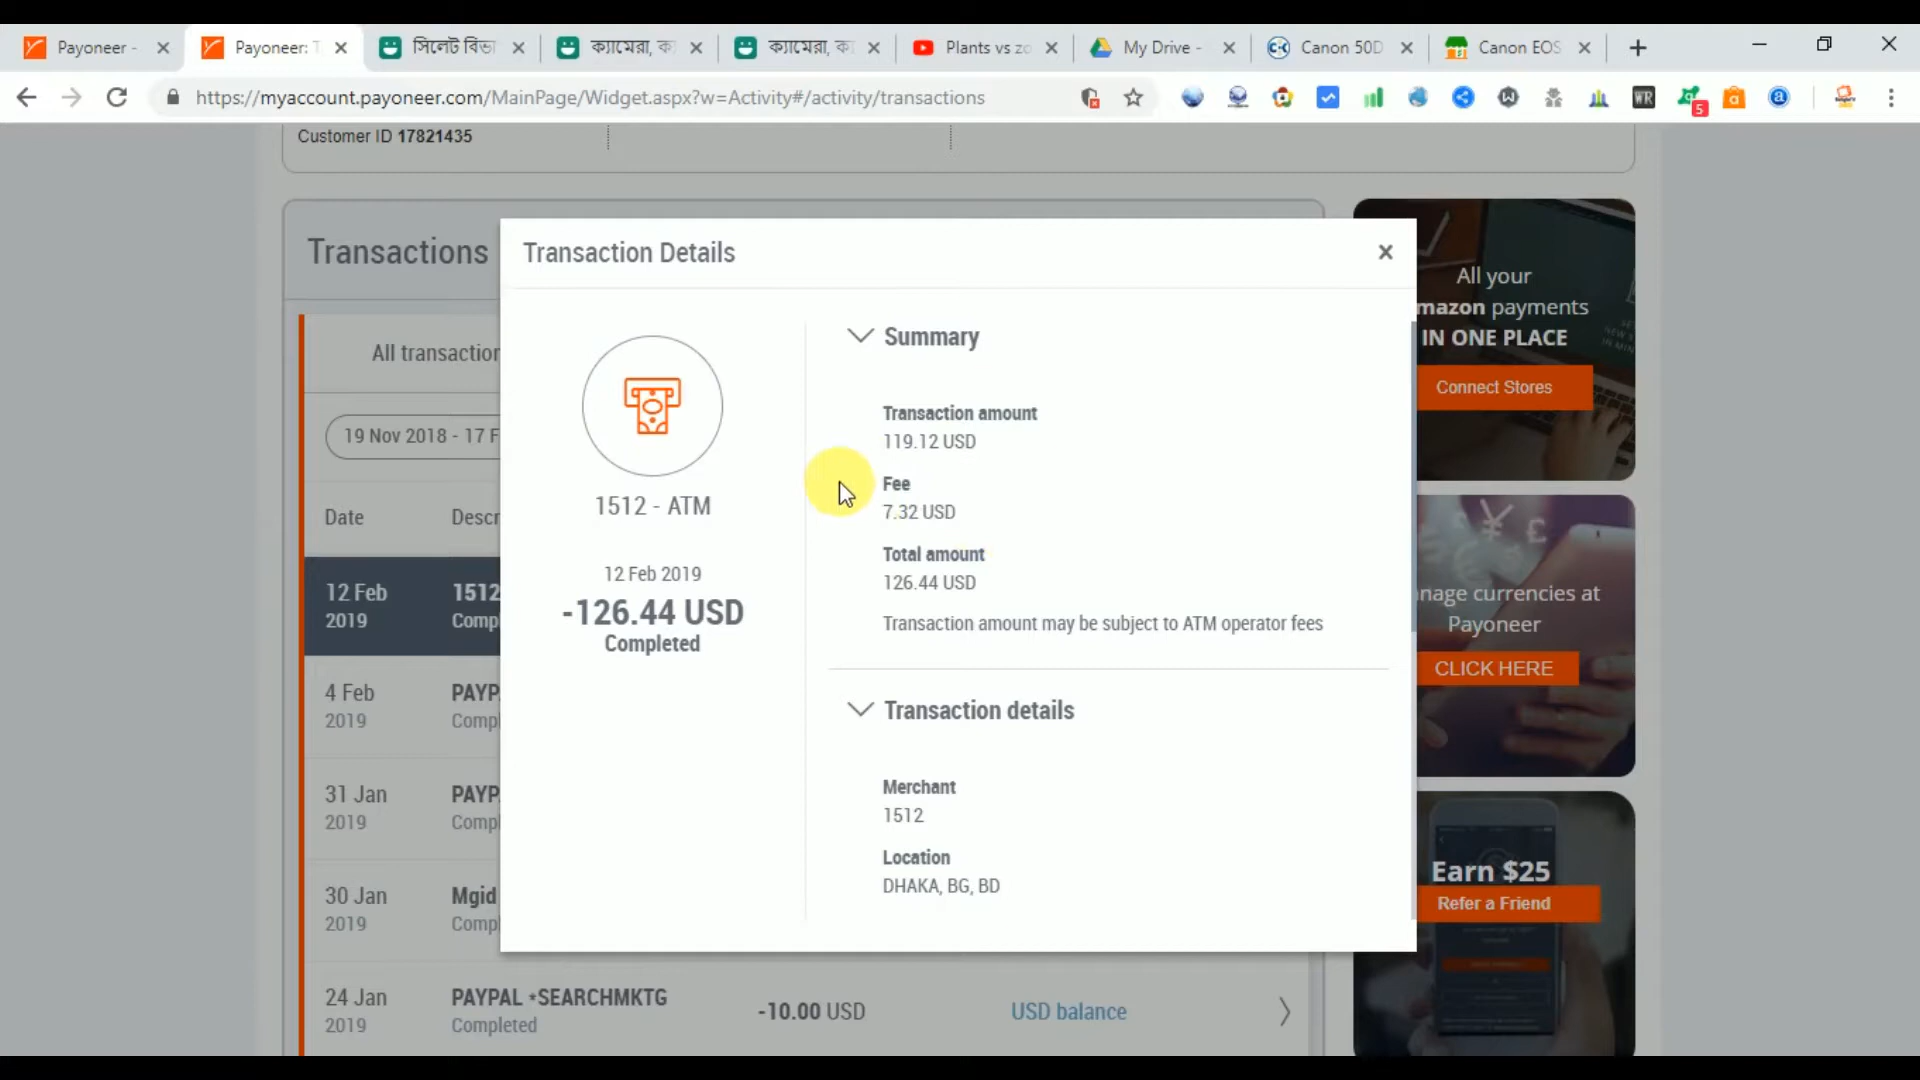 Payoneer -
Payoneer: T
সিলেট বিভা
ক্যামেরা, ক
ক্যামেরা, ক
Plants vs zo
My Drive -
Canon 50D
Canon EOS
https://myaccount.payoneer.com/MainPage/Widget.aspx?w=Activity#/activity/transactions
WR
5
Customer ID 17821435
Transactions
All transaction
19 Nov 2018 - 17 F
Date
Descr
12 Feb
2019
1512
Comp
4 Feb
2019
PAYP
Compl
31 Jan
2019
PAYP
Compl
30 Jan
2019
Mgid
Compl
24 Jan
2019
PAYPAL *SEARCHMKTG
Completed
-10.00 USD
USD balance
Transaction Details
1512 - ATM
12 Feb 2019
-126.44 USD
Completed
Summary
Transaction amount
119.12 USD
Fee
7.32 USD
Total amount
126.44 USD
Transaction amount may be subject to ATM operator fees
Transaction details
Merchant
1512
Location
DHAKA, BG, BD
All your
mazon payments
IN ONE PLACE
Connect Stores
nage currencies at
Payoneer
CLICK HERE
Earn $25
Refer a Friend